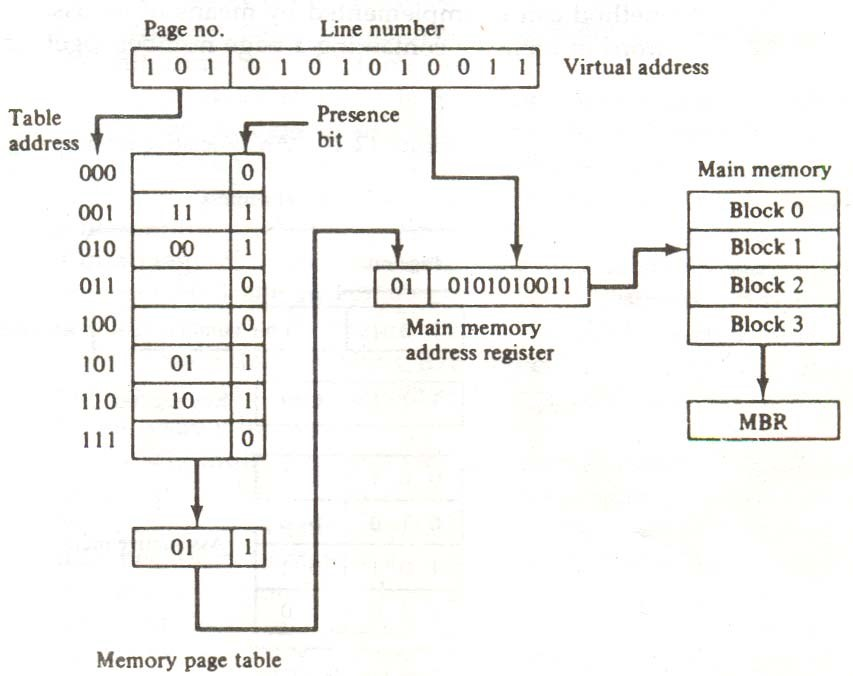 Page no. Line number
1 0 1 0 1 0 1 0 1 0 0 1 1 Virtual address
Table address
Presence bit
000 0
001 11 1
010 00 1
011 0
100 0
101 01 1
110 10 1
111 0
01 1
Memory page table
01 0101010011
Main memory
address register
Main memory
Block 0
Block 1
Block 2
Block 3
MBR